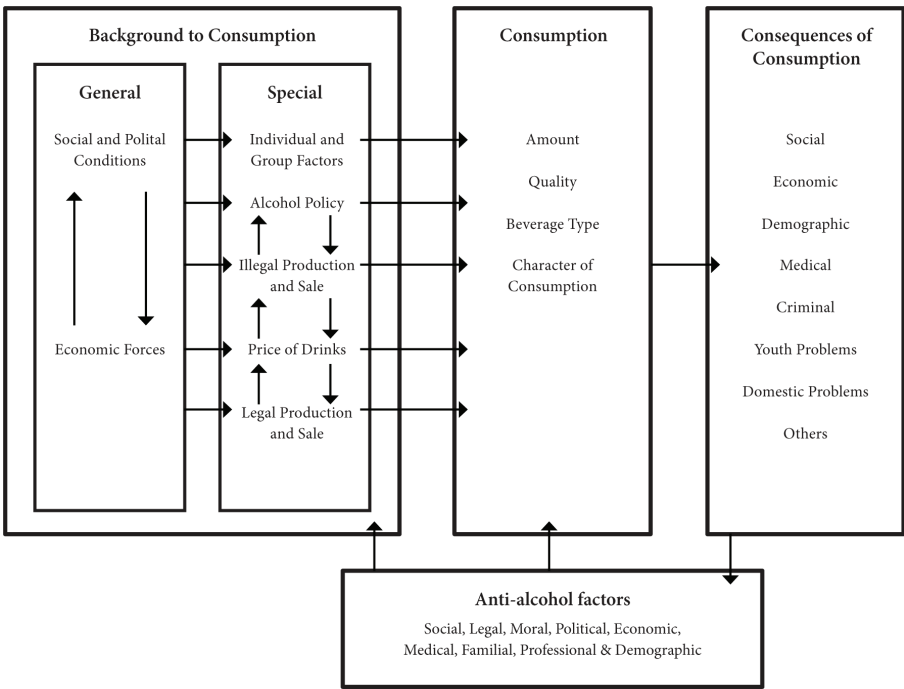 Background to Consumption
General
Social and Polital
Conditions
Economic Forces
Special
Individual and
Group Factors
Alcohol Policy
Illegal Production
and Sale
Price of Drinks
Legal Production
and Sale
Consumption
Amount
Quality
Beverage Type
Character of
Consumption
Consequences of
Consumption
Social
Economic
Demographic
Medical
Criminal
Youth Problems
Domestic Problems
Others
Anti-alcohol factors
Social, Legal, Moral, Political, Economic,
Medical, Familial, Professional & Demographic